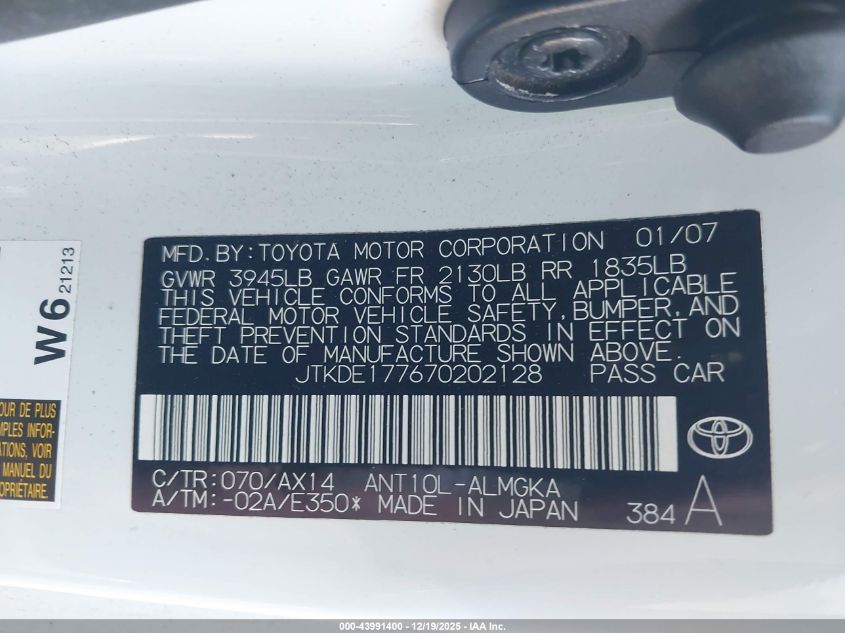 MFD. BY: TOYOTA MOTOR CORPORATION 01/07
GVWR 3945LB GAWR FR 2130LB RR 1835LB
THIS VEHICLE CONFORMS TO ALL APPLICABLE
FEDERAL MOTOR VEHICLE SAFETY, BUMPER, AND
THEFT PREVENTION STANDARDS IN EFFECT ON
THE DATE OF MANUFACTURE SHOWN ABOVE.
JTKDE177670202128 PASS CAR
C/TR: 070/AX14 ANT10L-ALMGKA
A/TM: -02A/E350* MADE IN JAPAN 384 A
W6 21213
OUR DE PLUS
MPLES INFOR-
ATIONS, VOIR
MANUEL DU
OPRIÉTAIRE
000-43991400 - 12/19/2025 - IAA Inc.